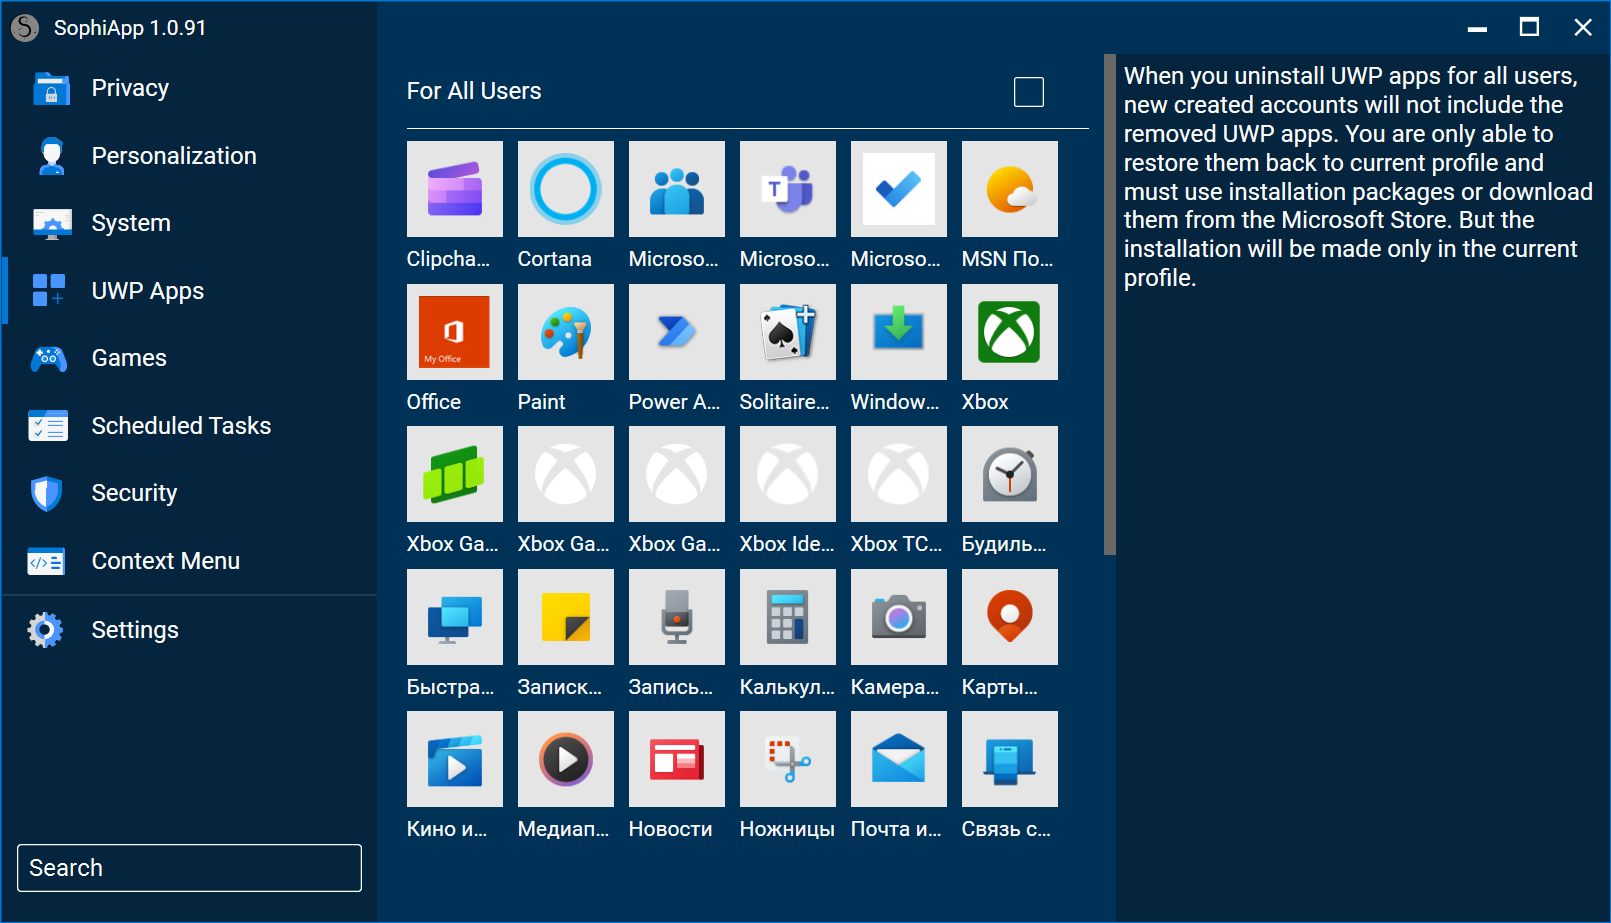 SophiApp 1.0.91
Privacy
Personalization
System
UWP Apps
Games
Scheduled Tasks
Security
Context Menu
Settings
Search
For All Users
Clipcha... Cortana Microso... Microso... Microso... MSN По...
T
My Office
Office Paint Power A... Solitaire... Window... Xbox
Xbox Ga... Xbox Ga... Xbox Ga... Xbox Ide... Xbox TC... Будиль...
Быстра... Записк... Запись... Калькул... Камера... Карты...
Кино и... Медиап... Новости Ножницы Почта и... Связь с...
When you uninstall UWP apps for all users,
new created accounts will not include the
removed UWP apps. You are only able to
restore them back to current profile and
must use installation packages or download
them from the Microsoft Store. But the
installation will be made only in the current
profile.